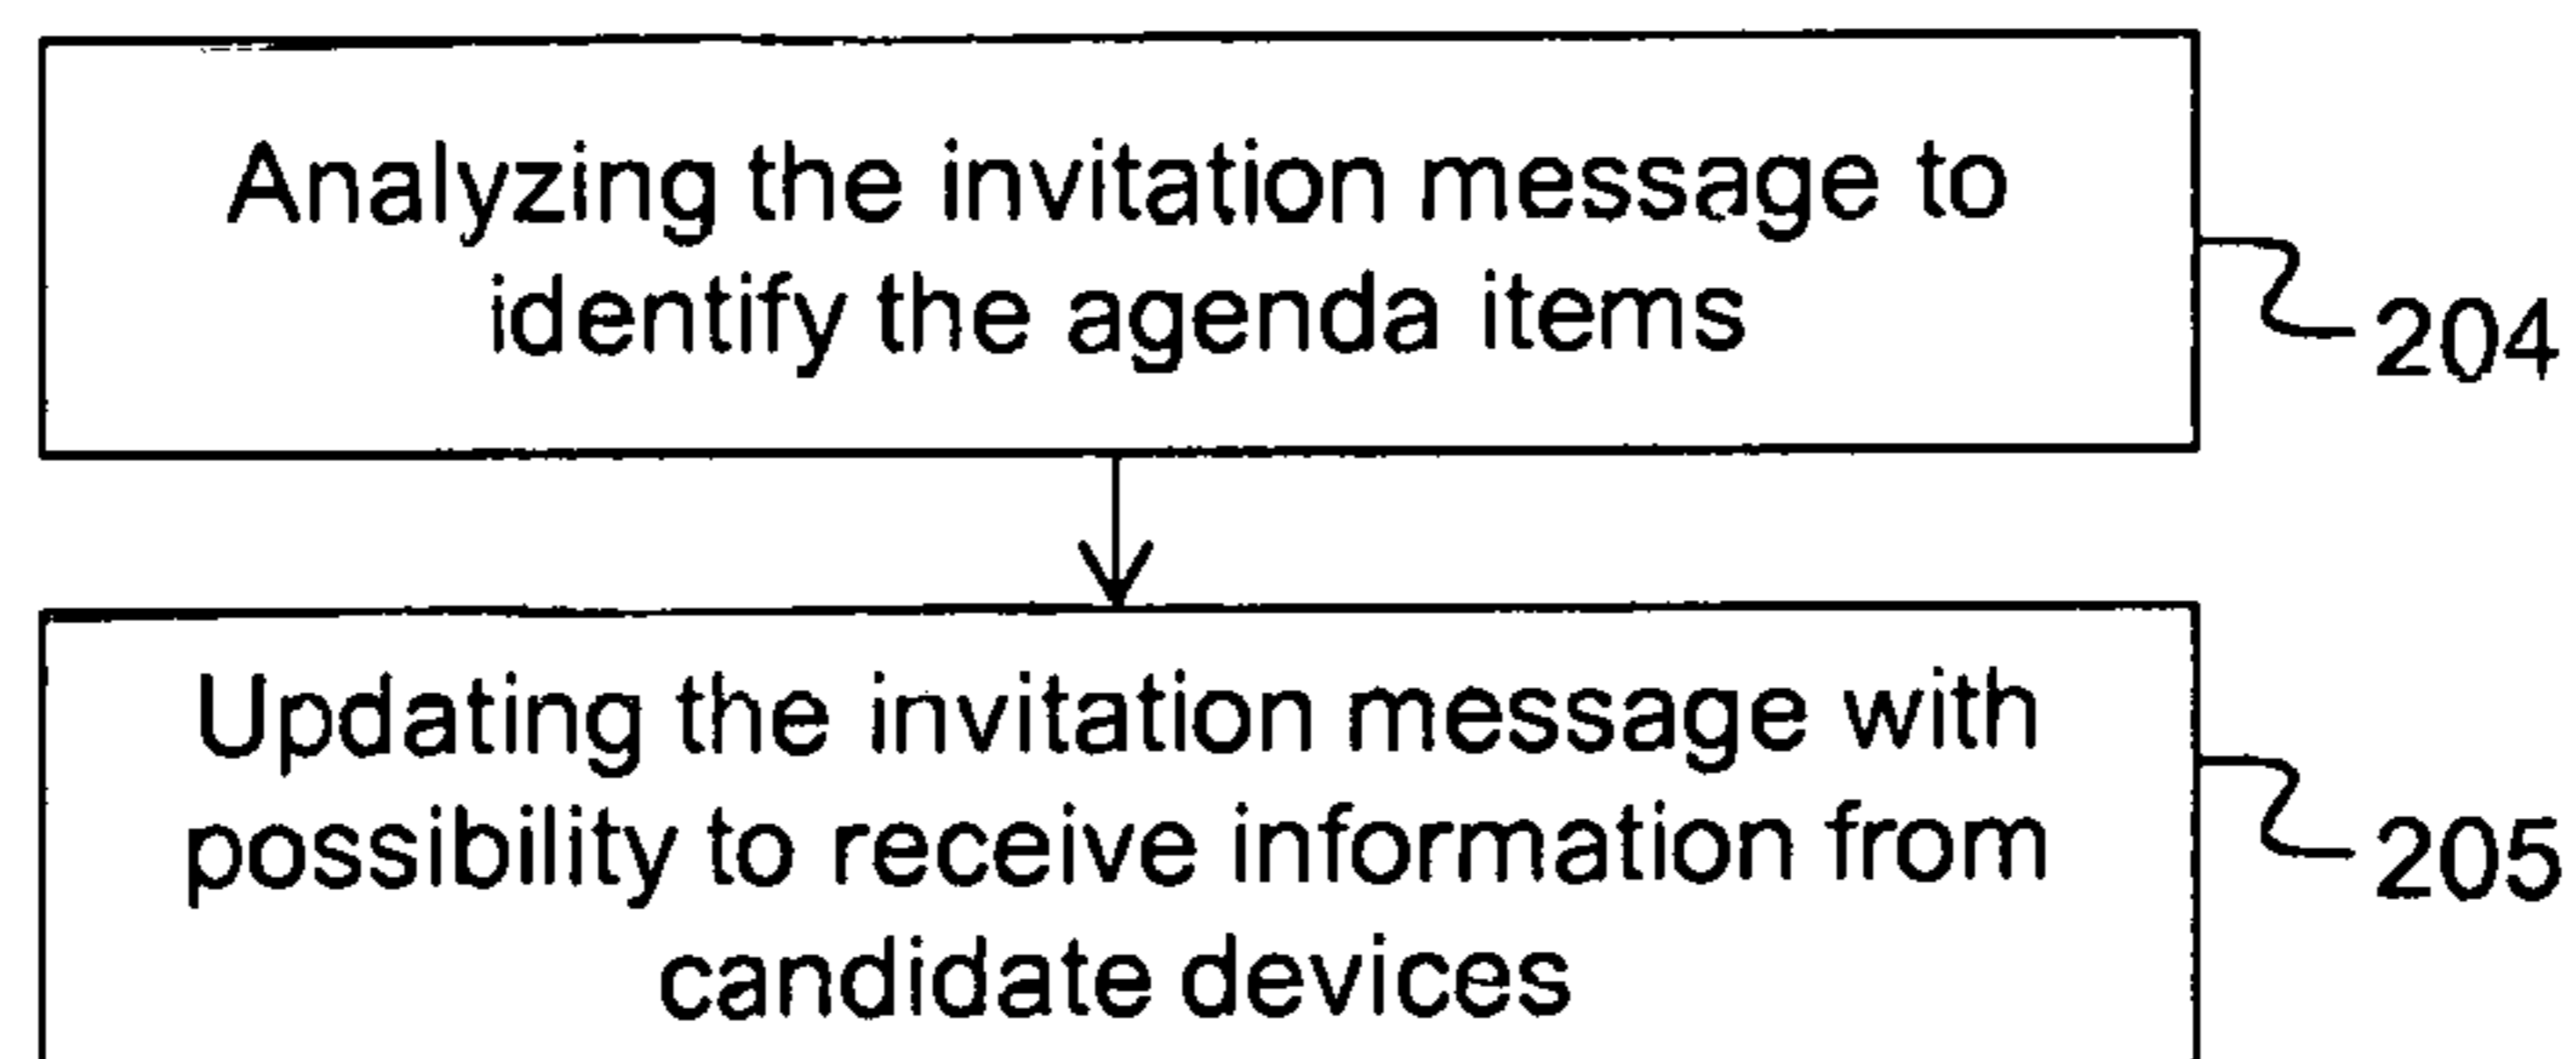 Analyzing the invitation message to
identify the agenda items
204
Updating the invitation message with
possibility to receive information from
candidate devices
205